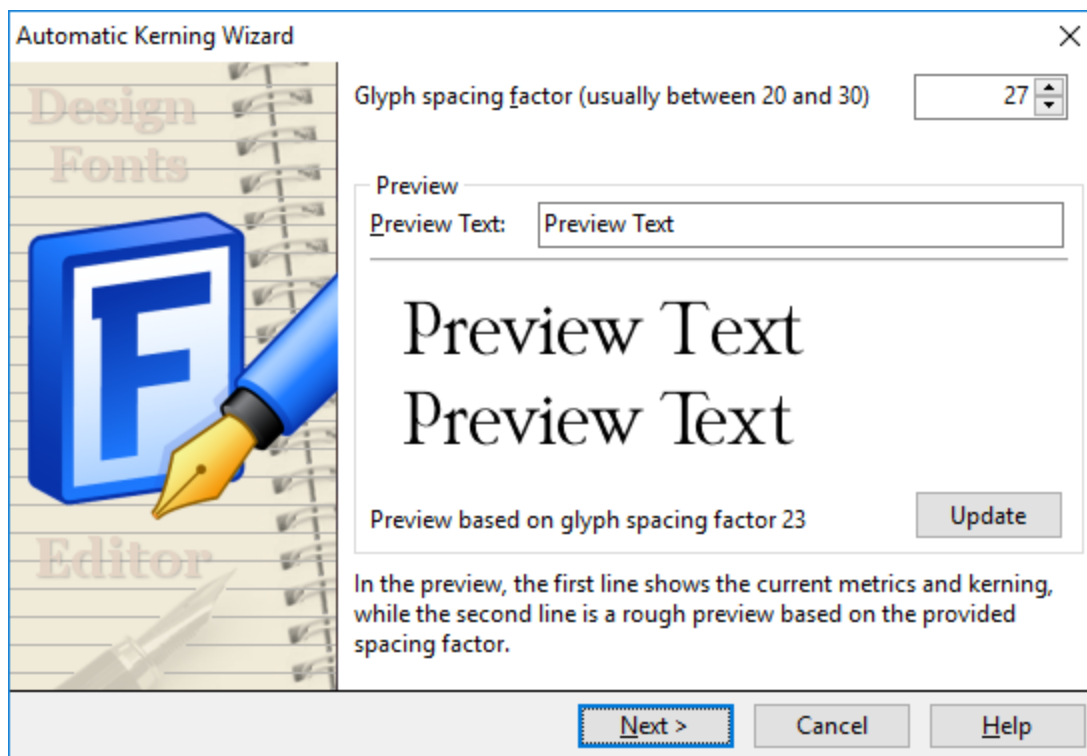 Automatic Kerning Wizard
Design
Fonts
F
Editor
Glyph spacing factor (usually between 20 and 30) 27
Preview
Preview Text: Preview Text
Preview Text
Preview Text
Preview based on glyph spacing factor 23 Update
In the preview, the first line shows the current metrics and kerning,
while the second line is a rough preview based on the provided
spacing factor.
Next > Cancel Help